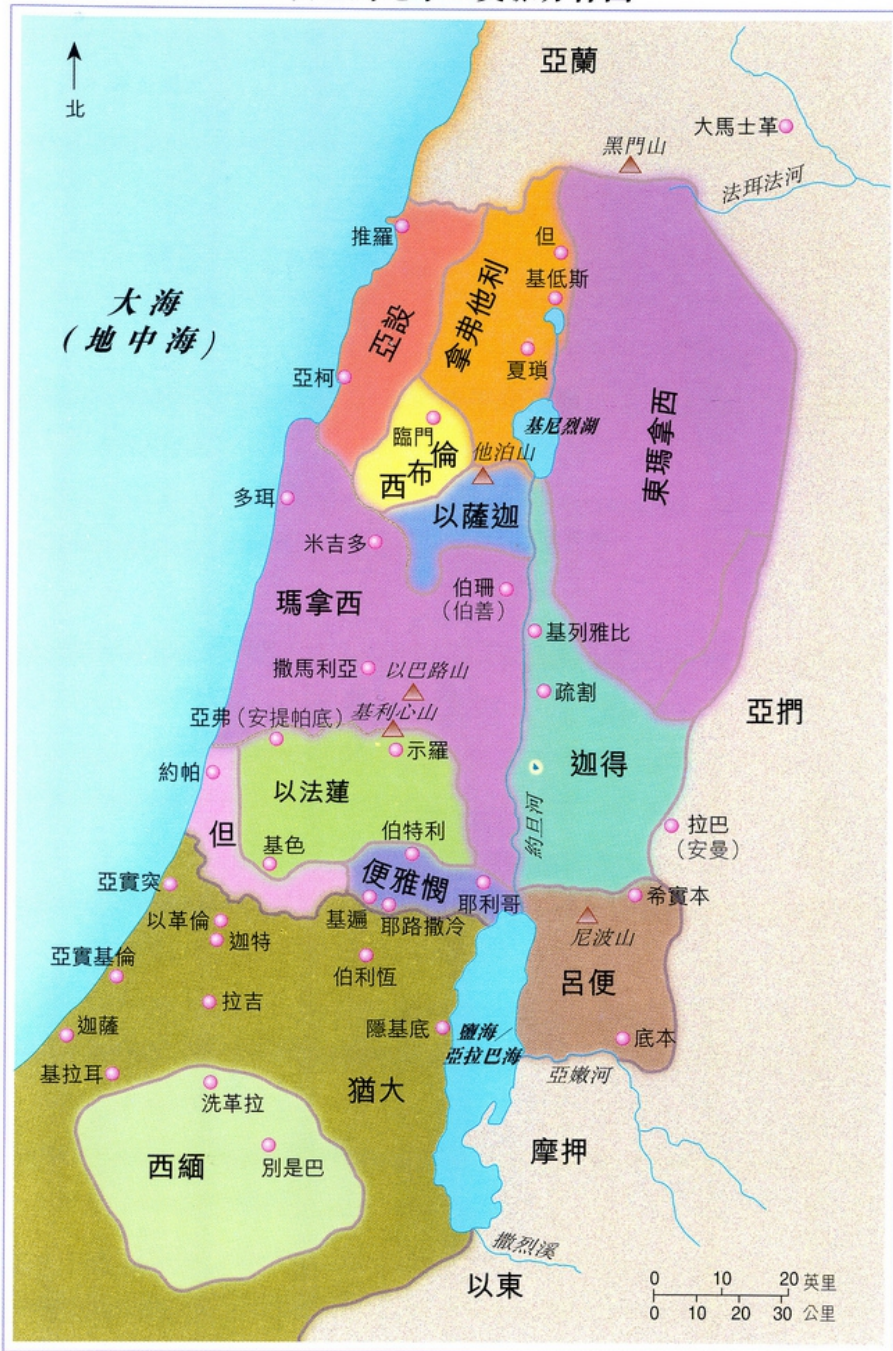 亞蘭
北
大馬士革
黑門山
法珥法河
推羅
但
基低斯
大海
(地中海)
亞設
拿弗他利
夏瑣
亞柯
基尼烈湖
東瑪拿西
臨門
他泊山
西布倫
多珥
以薩迦
米吉多
伯珊
(伯善)
瑪拿西
基列雅比
撒馬利亞
以巴路山
疏割
亞弗(安提帕底)
基利心山
亞捫
示羅
約帕
迦得
以法蓮
約旦河
但
伯特利
拉巴
(安曼)
基色
便雅憫
亞實突
耶利哥
希實本
以革倫
基遍
耶路撒冷
迦特
尼波山
亞實基倫
伯利恆
呂便
拉吉
迦薩
隱基底
鹽海/
亞拉巴海
底本
基拉耳
亞嫩河
洗革拉
猶大
西緬
別是巴
摩押
撒烈溪
以東
0 10 20 英里
0 10 20 30 公里